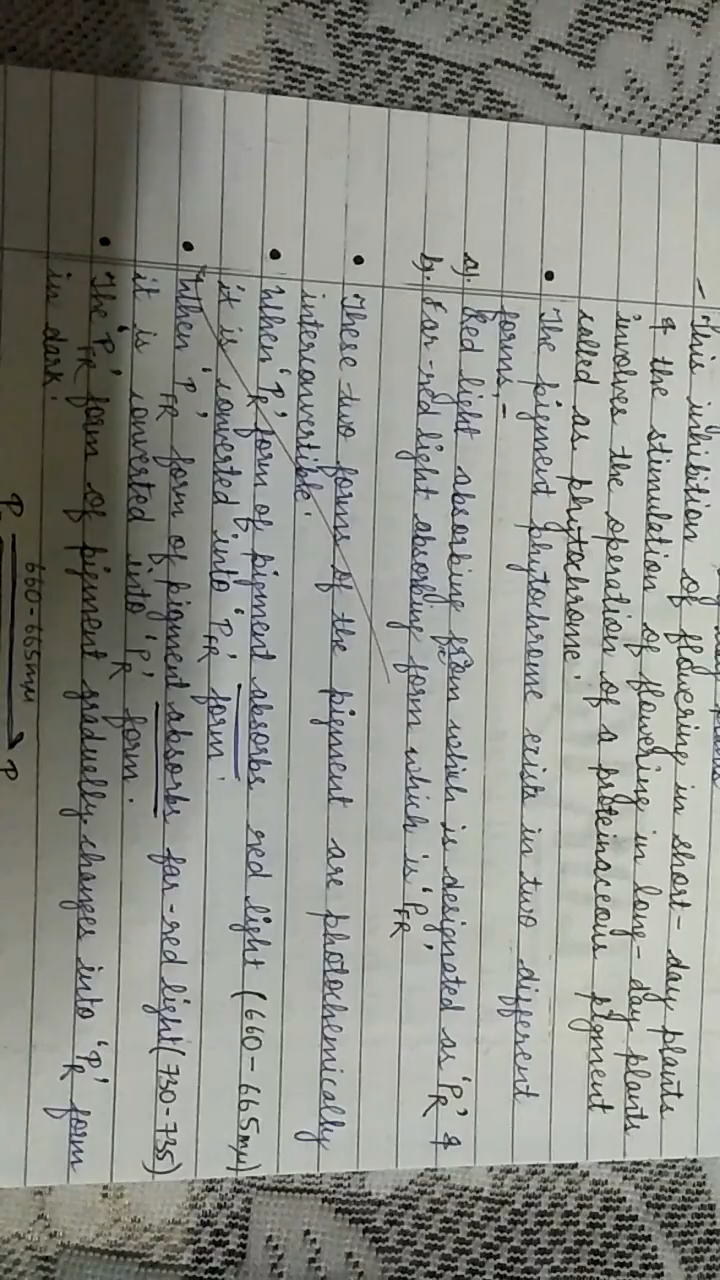 - This inhibition of flowering in short-day plants
& the stimulation of flowering in long-day plants
involves the operation of a proteinaceous pigment
called as phytochrome'
• The pigment phytochrome exists in two different
forms,-
a). Red light absorbing from which is designated as 'PR' &
b). Far-red light absorbing form which is 'PFR'
• These two forms of the pigment are photochemically
interconvertible'
• When 'PR' form of pigment absorbs red light (660-665mμ)
it is converted into 'PFR' form'
• When 'PFR' form of pigment absorbs far-red light (730-735)
it is converted into 'PR' form.
• The 'PFR' form of pigment gradually changes into 'PR' form
in dark'
660-665mμ
P → P